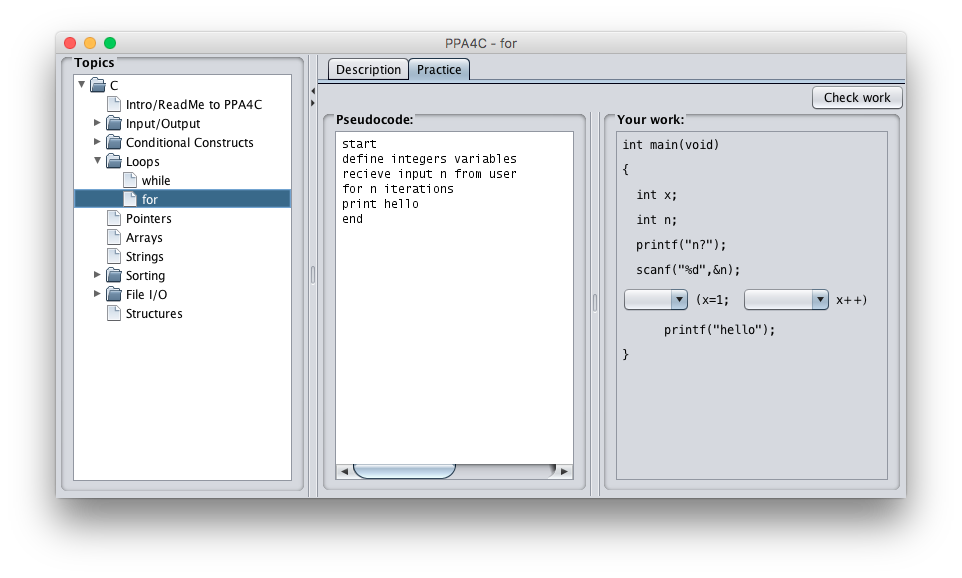 PPA4C - for
Topics
C
Intro/ReadMe to PPA4C
Input/Output
Conditional Constructs
Loops
while
for
Pointers
Arrays
Strings
Sorting
File I/O
Structures
Description
Practice
Check work
Pseudocode:
start
define integers variables
recieve input n from user
for n iterations
print hello
end
Your work:
int main(void)
{
int x;
int n;
printf("n?");
scanf("%d",&n);
(x=1; x++)
printf("hello");
}